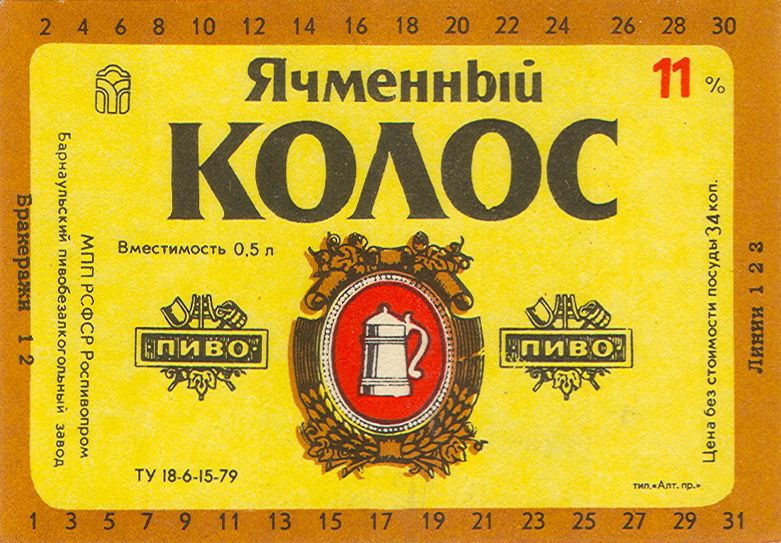 2 4 6 8 10 12 14 16 18 20 22 24 26 28 30
Ячменный
11 %
КОЛОС
Вместимость 0,5 л
Барнаульский пивобезалкогольный завод
МПП РСФСР Роспивопром
Бракеражи 1 2
ПИВО
ПИВО
Цена без стоимости посуды 34 коп.
Линии 1 2 3
ТУ 18-6-15-79
тип.«Алт. пр.»
1 3 5 7 9 11 13 15 17 19 21 23 25 27 29 31